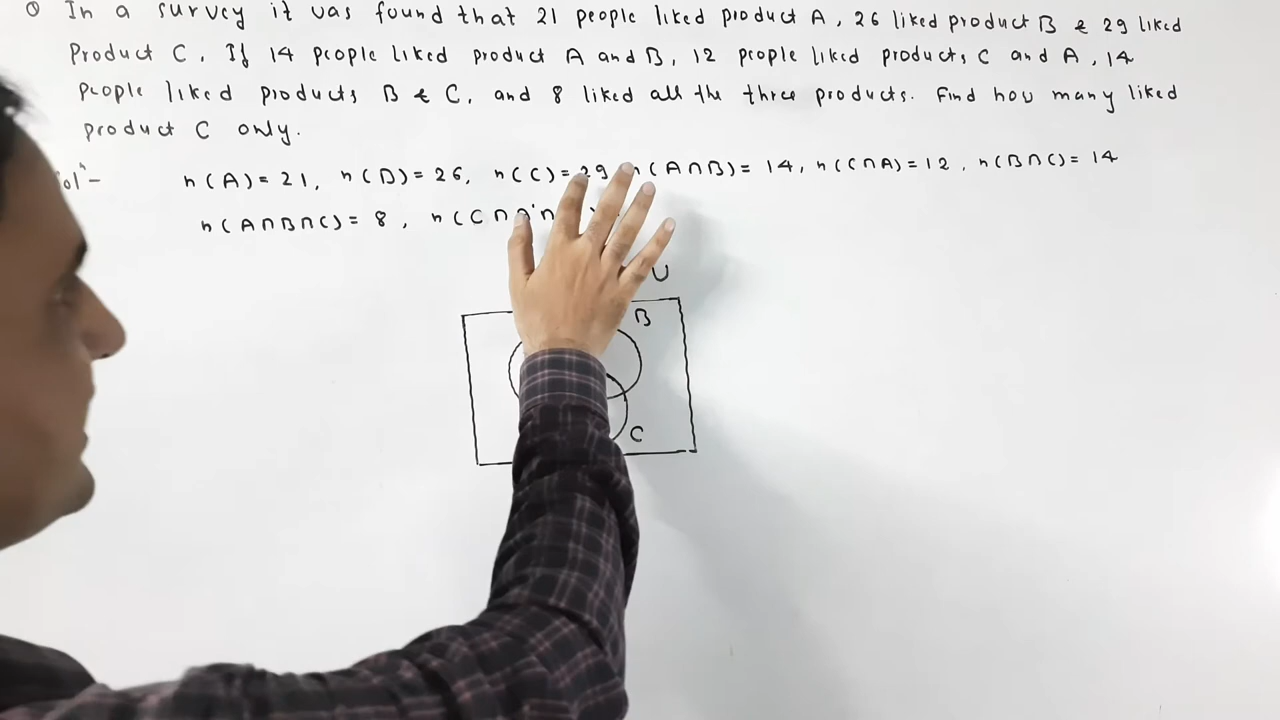 Q In a survey it was found that 21 people liked product A, 26 liked product B & 29 liked
Product C. If 14 people liked product A and B, 12 people liked products C and A, 14
People liked products B & C, and 8 liked all the three products. Find how many liked
product C only.
Solⁿ- n(A) = 21, n(B) = 26, n(C) = 29 n(A∩B) = 14, n(C∩A) = 12, n(B∩C) = 14
n(A∩B∩C) = 8, n(C∩A'∩
U
B
C